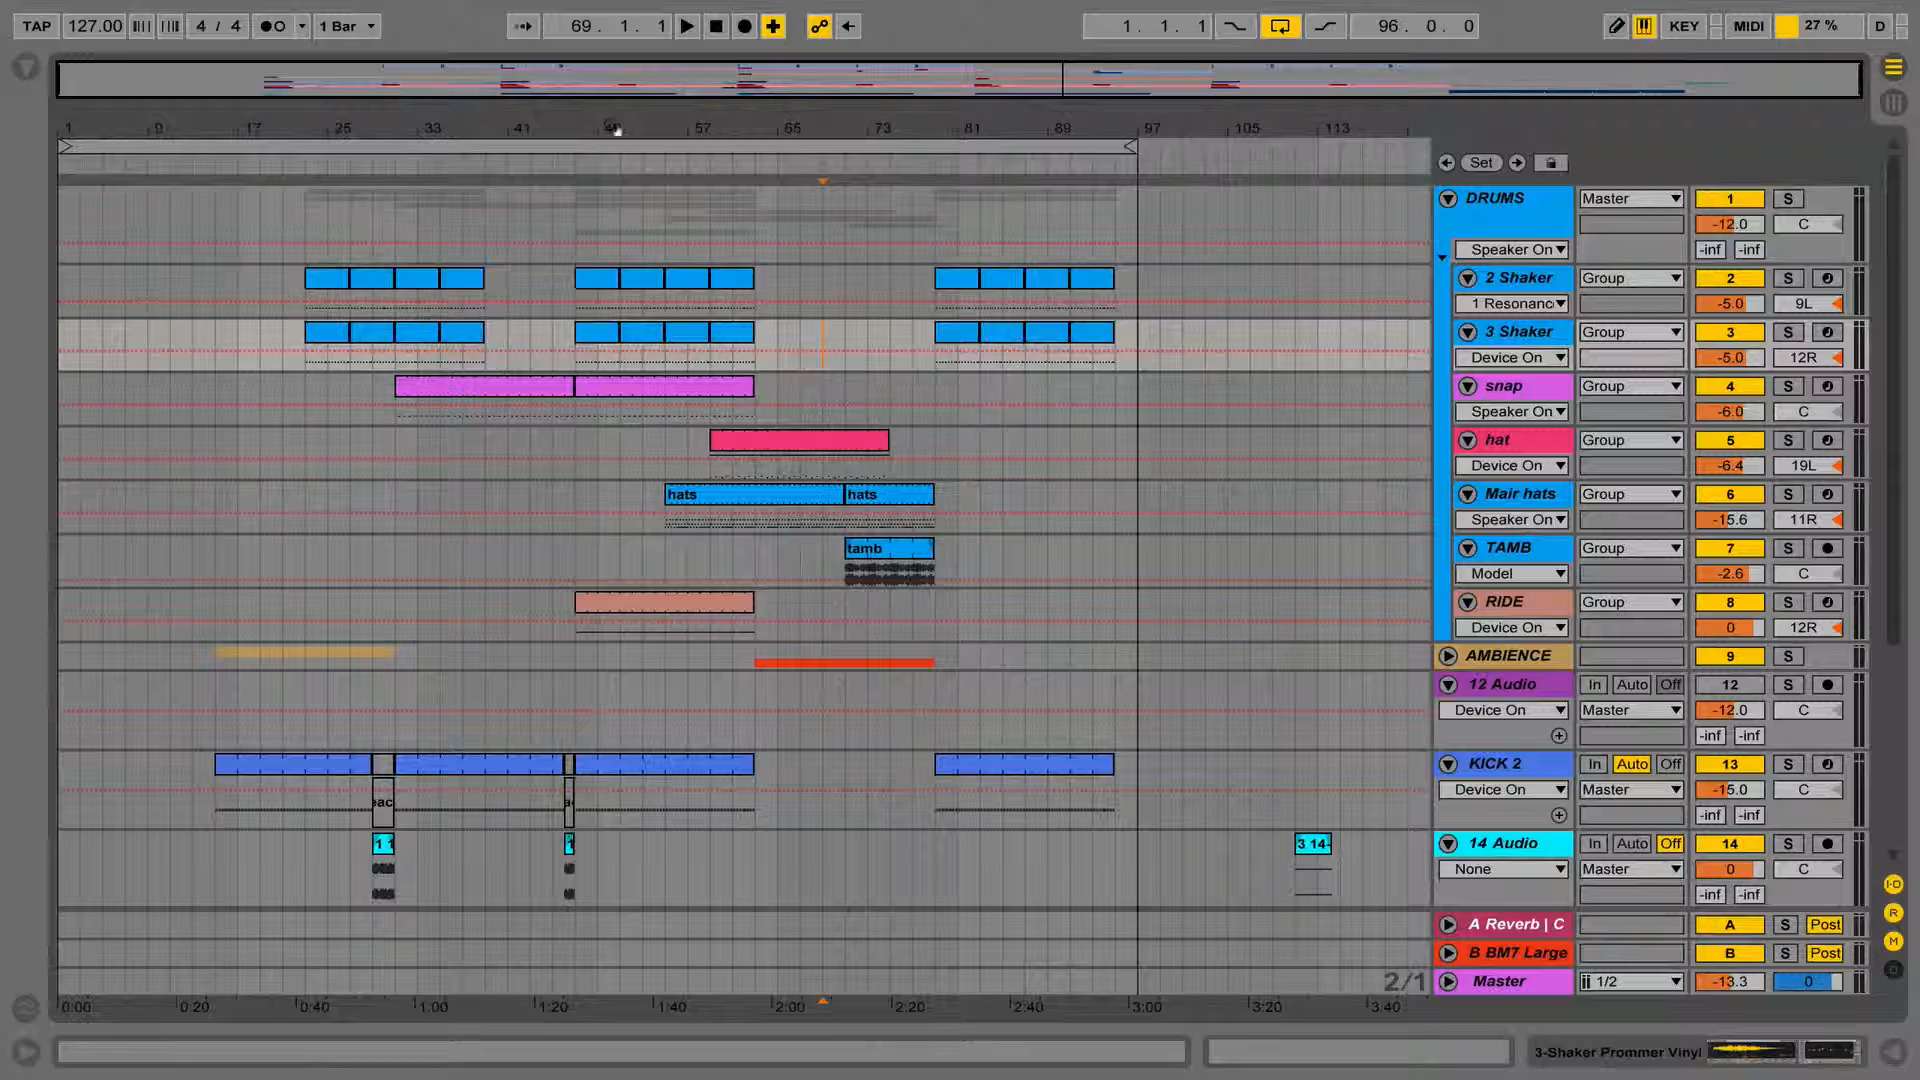 TAP 127.00 4 / 4 1 Bar 69. 1. 1 1. 1. 1 96. 0. 0 KEY MIDI 27 % D
1 9 17 25 33 41 57 65 73 81 89 97 105 113
Set
DRUMS Master 1 S
-12.0 C
Speaker On -inf -inf
2 Shaker Group 2 S
1 Resonanc -5.0 9L
3 Shaker Group 3 S
Device On -5.0 12R
snap Group 4 S
Speaker On -6.0 C
hat Group 5 S
Device On -6.4 19L
hats hats Mair hats Group 6 S
Speaker On -15.6 11R
tamb TAMB Group 7 S
Model -2.6 C
RIDE Group 8 S
Device On 0 12R
AMBIENCE 9 S
12 Audio In Auto Off 12 S
Device On Master -12.0 C
-inf -inf
KICK 2 In Auto Off 13 S
Device On Master -15.0 C
-inf -inf
1 1 1 3 14- 14 Audio In Auto Off 14 S
None Master 0 C
-inf -inf
A Reverb | C A S Post
B BM7 Large B S Post
2/1 Master 1/2 -13.3 0
0:00 0:20 0:40 1:00 1:20 1:40 2:00 2:20 2:40 3:00 3:20 3:40
I·O
R
M
D
3-Shaker Prommer Vinyl